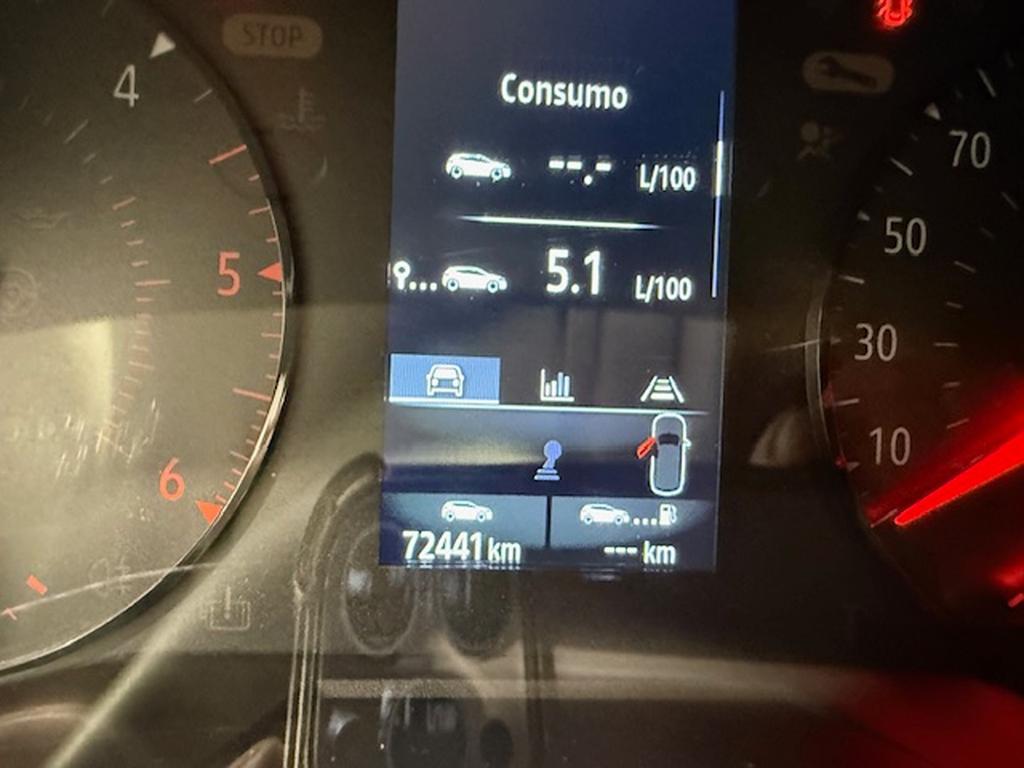 STOP
4
5
6
Consumo
--.- L/100
5.1 L/100
72441 km
--- km
70
50
30
10